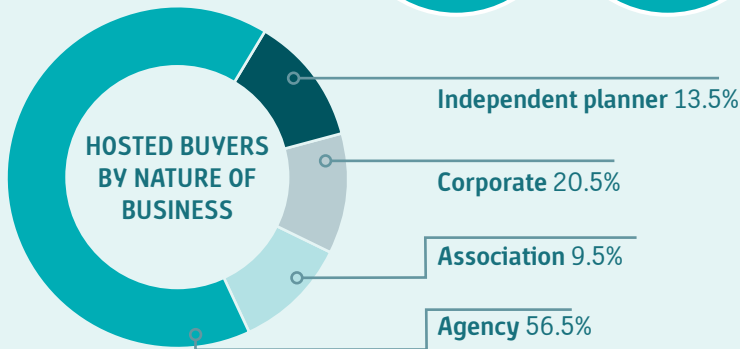 HOSTED BUYERS
BY NATURE OF
BUSINESS
Independent planner 13.5%
Corporate 20.5%
Association 9.5%
Agency 56.5%